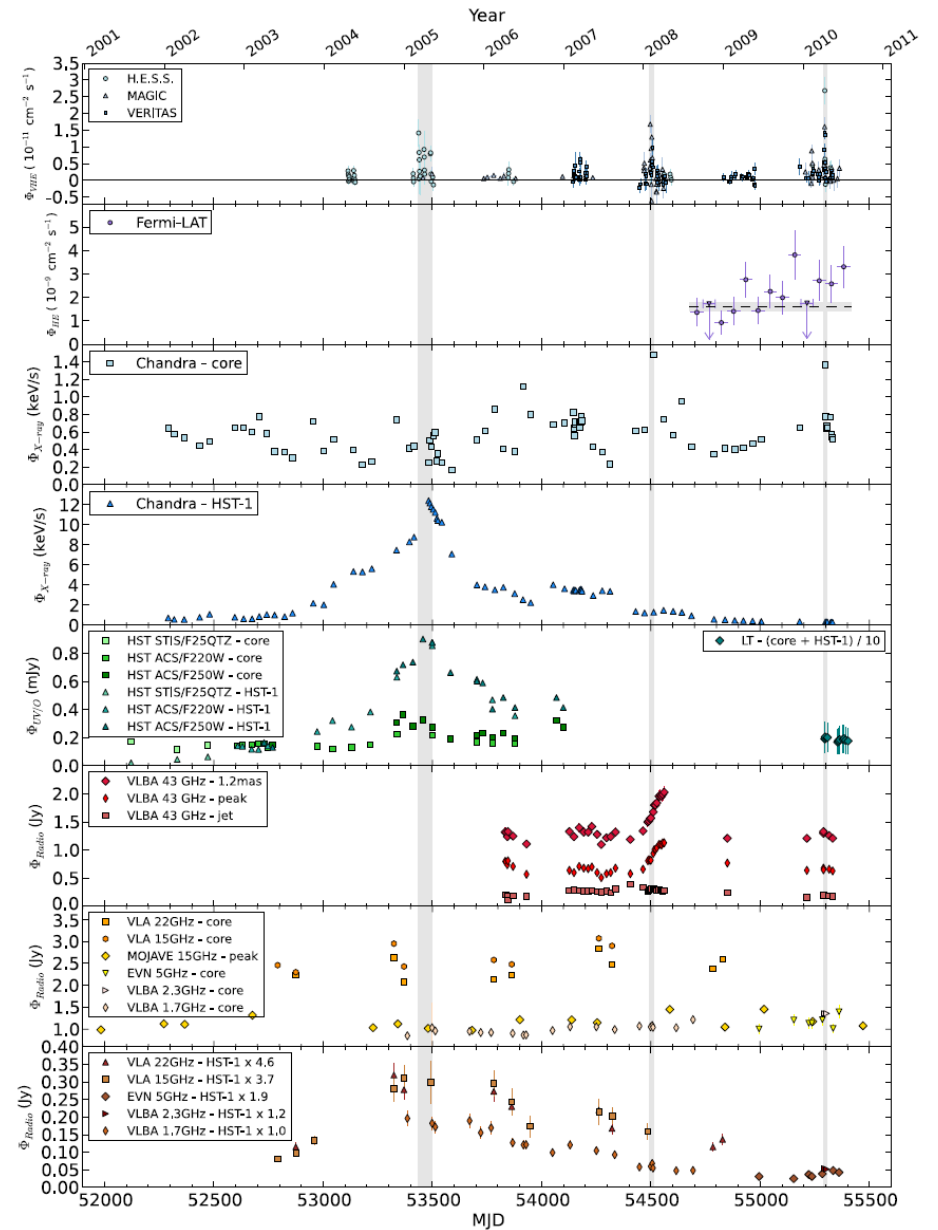 Year
2001 2002 2003 2004 2005 2006 2007 2008 2009 2010 2011
Φ_VHE ( 10⁻¹¹ cm⁻² s⁻¹)
3.5
3.0
2.5
2.0
1.5
1.0
0.5
0
-0.5
H.E.S.S.
MAGIC
VERITAS
Φ_HE ( 10⁻⁹ cm⁻² s⁻¹)
5
4
3
2
1
0
Fermi-LAT
Φ_X−ray (keV/s)
1.4
1.2
1.0
0.8
0.6
0.4
0.2
0.0
Chandra - core
Φ_X−ray (keV/s)
12
10
8
6
4
2
0
Chandra - HST-1
Φ_UV/O (mJy)
0.8
0.6
0.4
0.2
0.0
HST STIS/F25QTZ - core
HST ACS/F220W - core
HST ACS/F250W - core
HST STIS/F25QTZ - HST-1
HST ACS/F220W - HST-1
HST ACS/F250W - HST-1
LT - (core + HST-1) / 10
Φ_Radio (Jy)
2.0
1.5
1.0
0.5
0.0
VLBA 43 GHz - 1.2mas
VLBA 43 GHz - peak
VLBA 43 GHz - jet
Φ_Radio (Jy)
3.5
3.0
2.5
2.0
1.5
1.0
VLA 22GHz - core
VLA 15GHz - core
MOJAVE 15GHz - peak
EVN 5GHz - core
VLBA 2.3GHz - core
VLBA 1.7GHz - core
Φ_Radio (Jy)
0.40
0.35
0.30
0.25
0.20
0.15
0.10
0.05
0.00
VLA 22GHz - HST-1 x 4.6
VLA 15GHz - HST-1 x 3.7
EVN 5GHz - HST-1 x 1.9
VLBA 2.3GHz - HST-1 x 1.2
VLBA 1.7GHz - HST-1 x 1.0
52000 52500 53000 53500 54000 54500 55000 55500
MJD